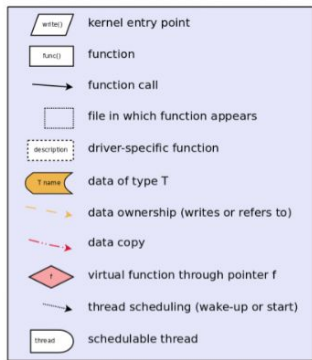 write() kernel entry point
func() function
function call
file in which function appears
description driver-specific function
T name data of type T
data ownership (writes or refers to)
data copy
f virtual function through pointer f
thread scheduling (wake-up or start)
thread schedulable thread